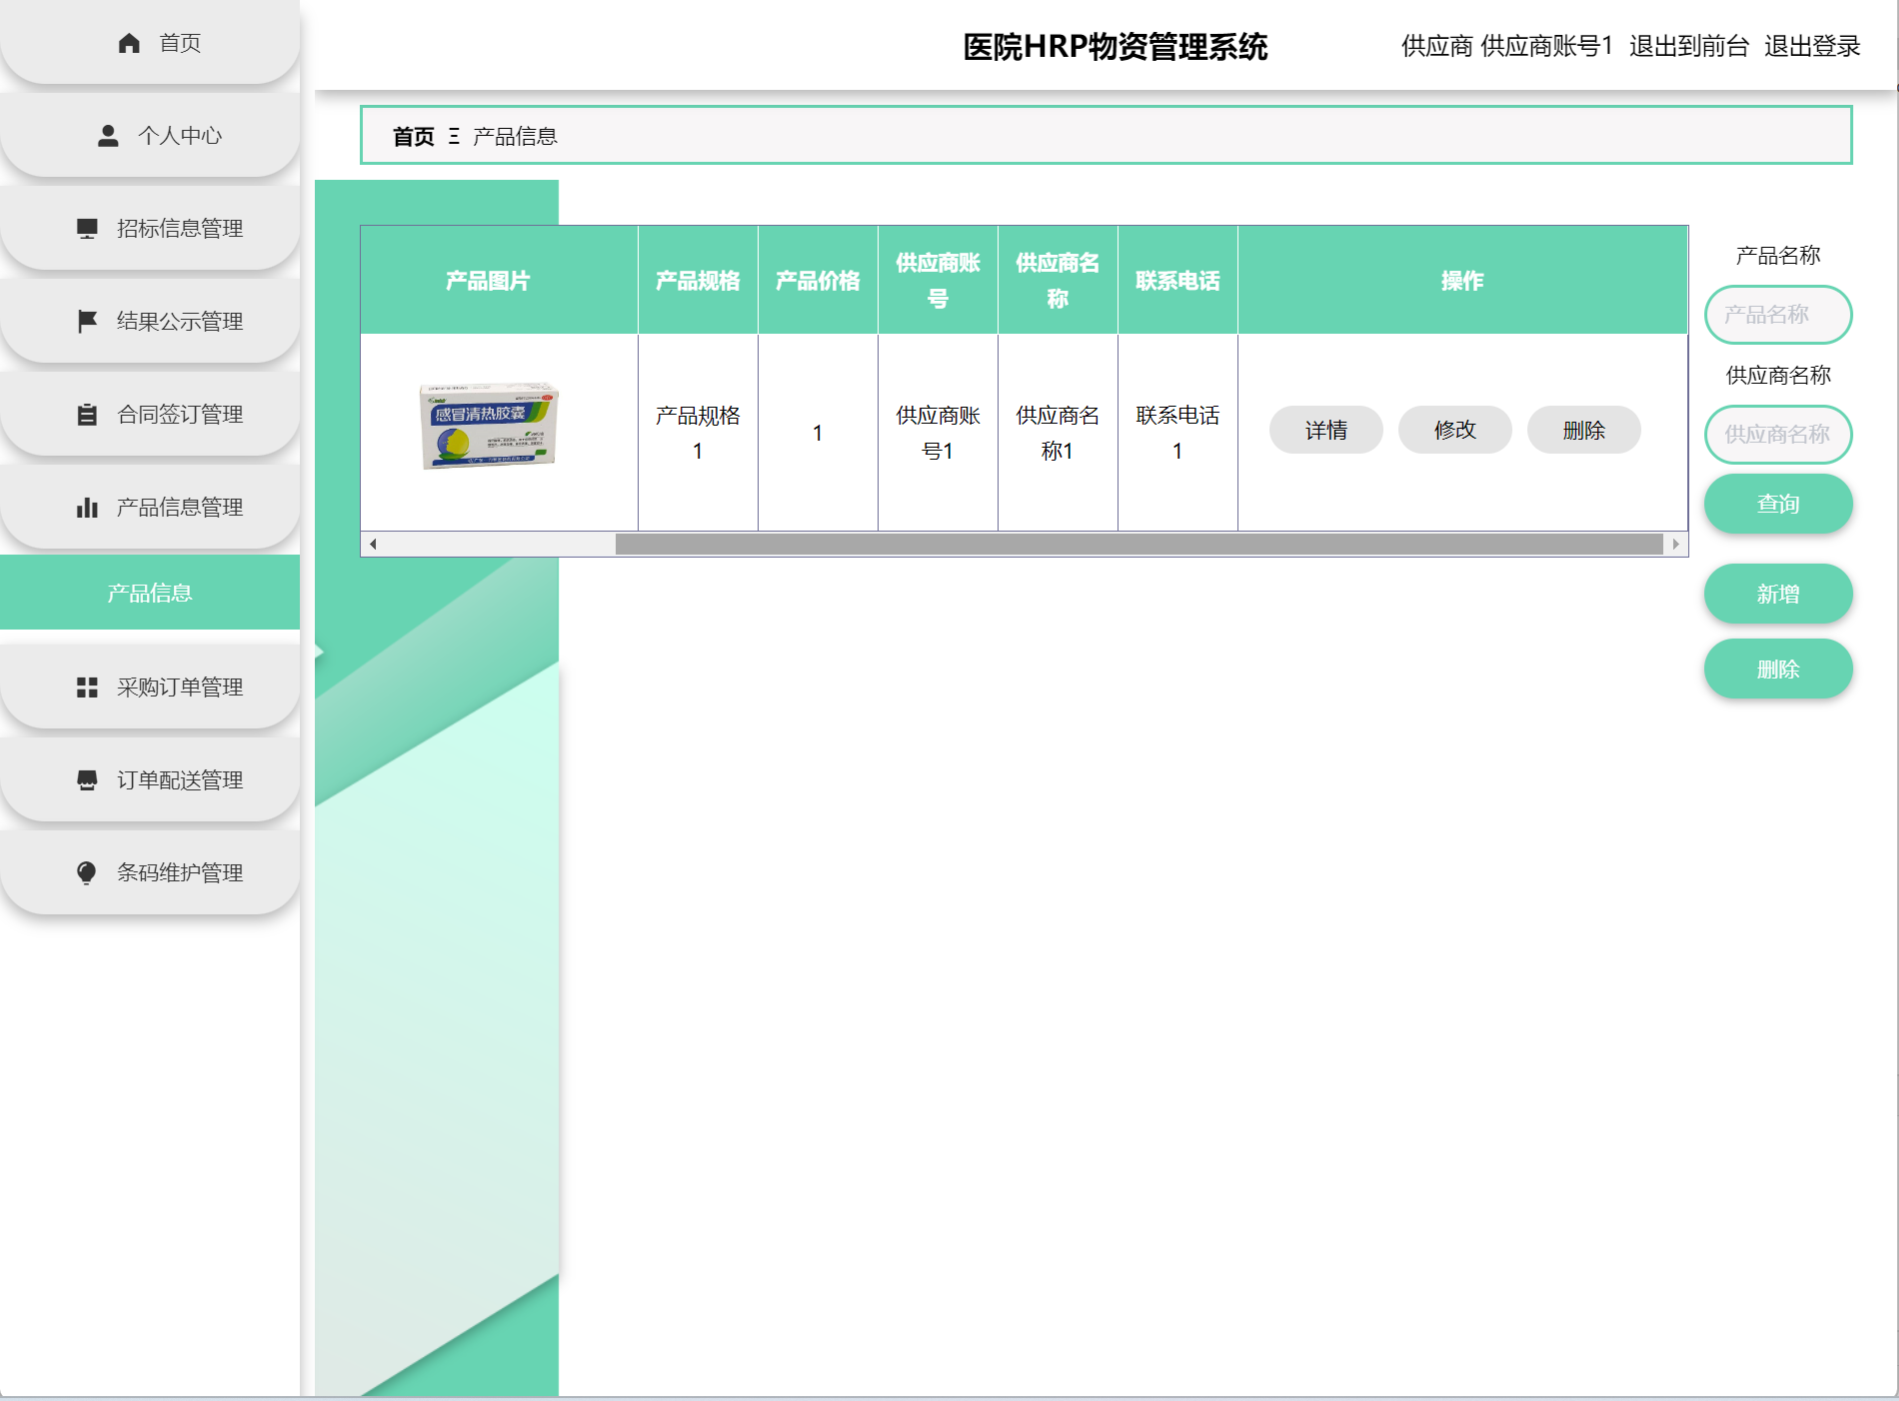 首页
个人中心
招标信息管理
结果公示管理
合同签订管理
产品信息管理
产品信息
采购订单管理
订单配送管理
条码维护管理
医院HRP物资管理系统
供应商 供应商账号1 退出到前台 退出登录
首页 Ξ 产品信息
产品图片 产品规格 产品价格 供应商账号 供应商名称 联系电话 操作
感冒清热胶囊
产品规格1 1 供应商账号1 供应商名称1 联系电话1 详情 修改 删除
产品名称
产品名称
供应商名称
供应商名称
查询
新增
删除